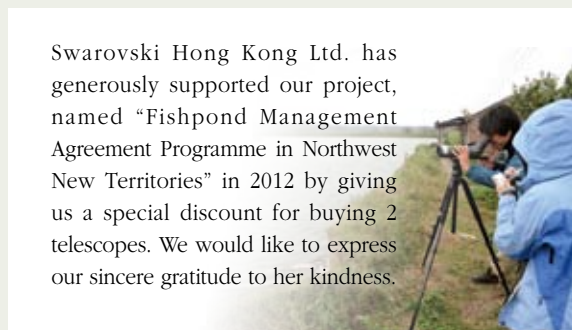 Swarovski Hong Kong Ltd. has
generously supported our project,
named “Fishpond Management
Agreement Programme in Northwest
New Territories” in 2012 by giving
us a special discount for buying 2
telescopes. We would like to express
our sincere gratitude to her kindness.